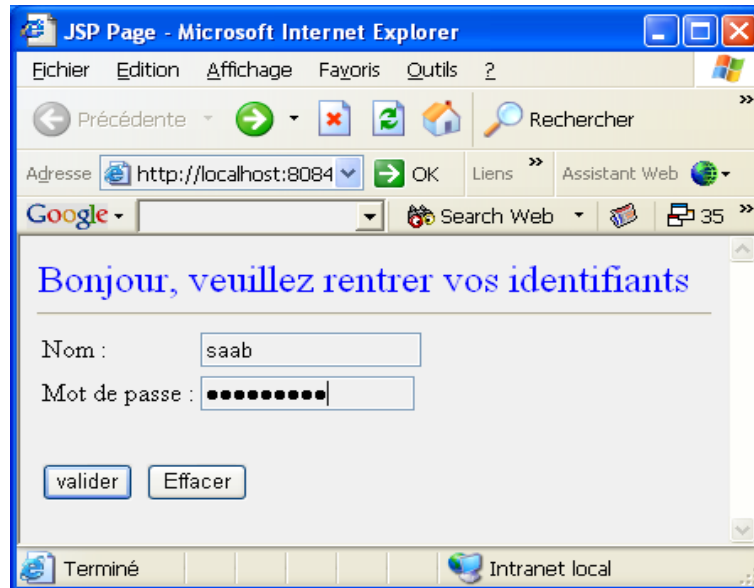 JSP Page - Microsoft Internet Explorer
Fichier Edition Affichage Favoris Outils ?
Précédente Rechercher »
Adresse http://localhost:8084 OK Liens » Assistant Web
Google Search Web 35 »
Bonjour, veuillez rentrer vos identifiants
Nom : saab
Mot de passe : •••••••••
valider Effacer
Terminé Intranet local